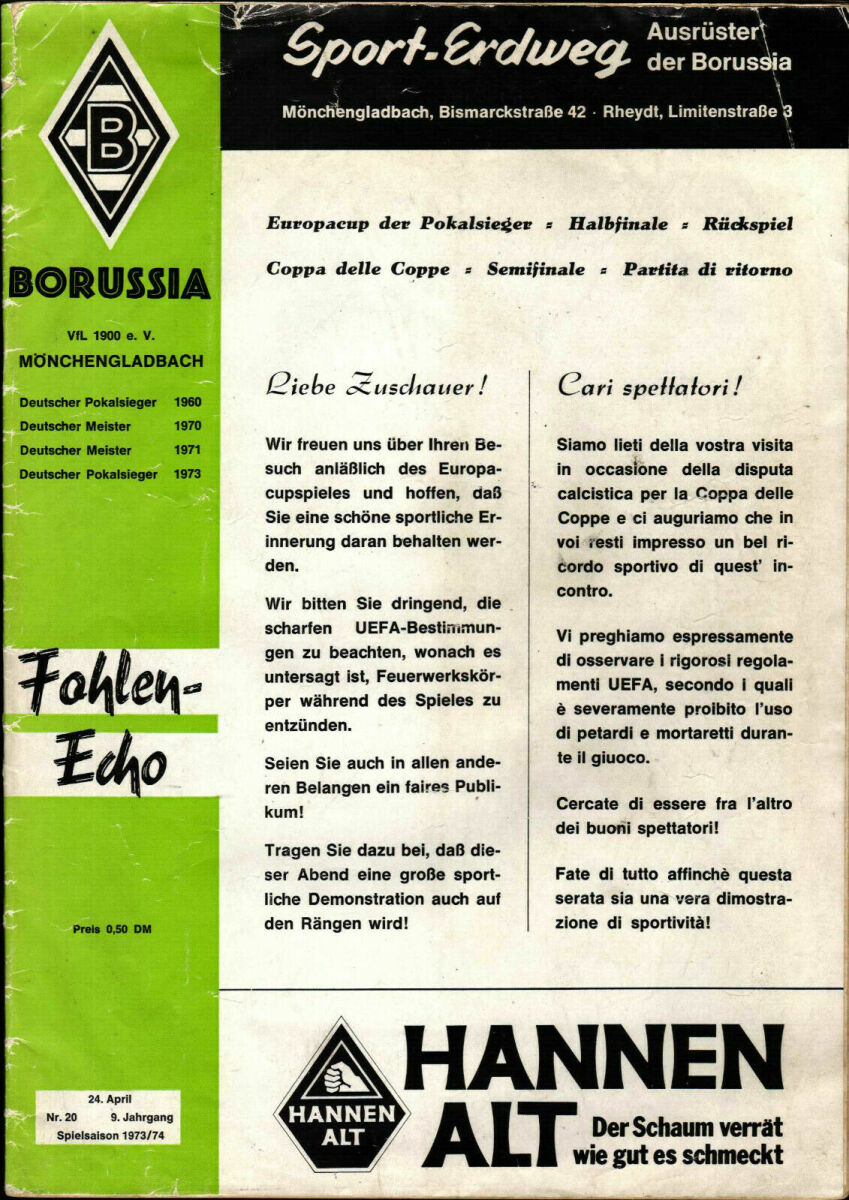 B
BORUSSIA
VfL 1900 e. V.
MÖNCHENGLADBACH
Deutscher Pokalsieger 1960
Deutscher Meister 1970
Deutscher Meister 1971
Deutscher Pokalsieger 1973
Fohlen-
Echo
Preis 0,50 DM
24. April
Nr. 20 9. Jahrgang
Spielsaison 1973/74
Sport-Erdweg
Ausrüster
der Borussia
Mönchengladbach, Bismarckstraße 42 · Rheydt, Limitenstraße 3
Europacup der Pokalsieger = Halbfinale = Rückspiel
Coppa delle Coppe = Semifinale = Partita di ritorno
Liebe Zuschauer!
Wir freuen uns über Ihren Be-
such anläßlich des Europa-
cupspieles und hoffen, daß
Sie eine schöne sportliche Er-
innerung daran behalten wer-
den.
Wir bitten Sie dringend, die
scharfen UEFA-Bestimmun-
gen zu beachten, wonach es
untersagt ist, Feuerwerkskör-
per während des Spieles zu
entzünden.
Seien Sie auch in allen ande-
ren Belangen ein faires Publi-
kum!
Tragen Sie dazu bei, daß die-
ser Abend eine große sport-
liche Demonstration auch auf
den Rängen wird!
Cari spettatori!
Siamo lieti della vostra visita
in occasione della disputa
calcistica per la Coppa delle
Coppe e ci auguriamo che in
voi resti impresso un bel ri-
cordo sportivo di quest' in-
contro.
Vi preghiamo espressamente
di osservare i rigorosi regola-
menti UEFA, secondo i quali
è severamente proibito l'uso
di petardi e mortaretti duran-
te il giuoco.
Cercate di essere fra l'altro
dei buoni spettatori!
Fate di tutto affinchè questa
serata sia una vera dimostra-
zione di sportività!
HANNEN
ALT
HANNEN
ALT
Der Schaum verrät
wie gut es schmeckt